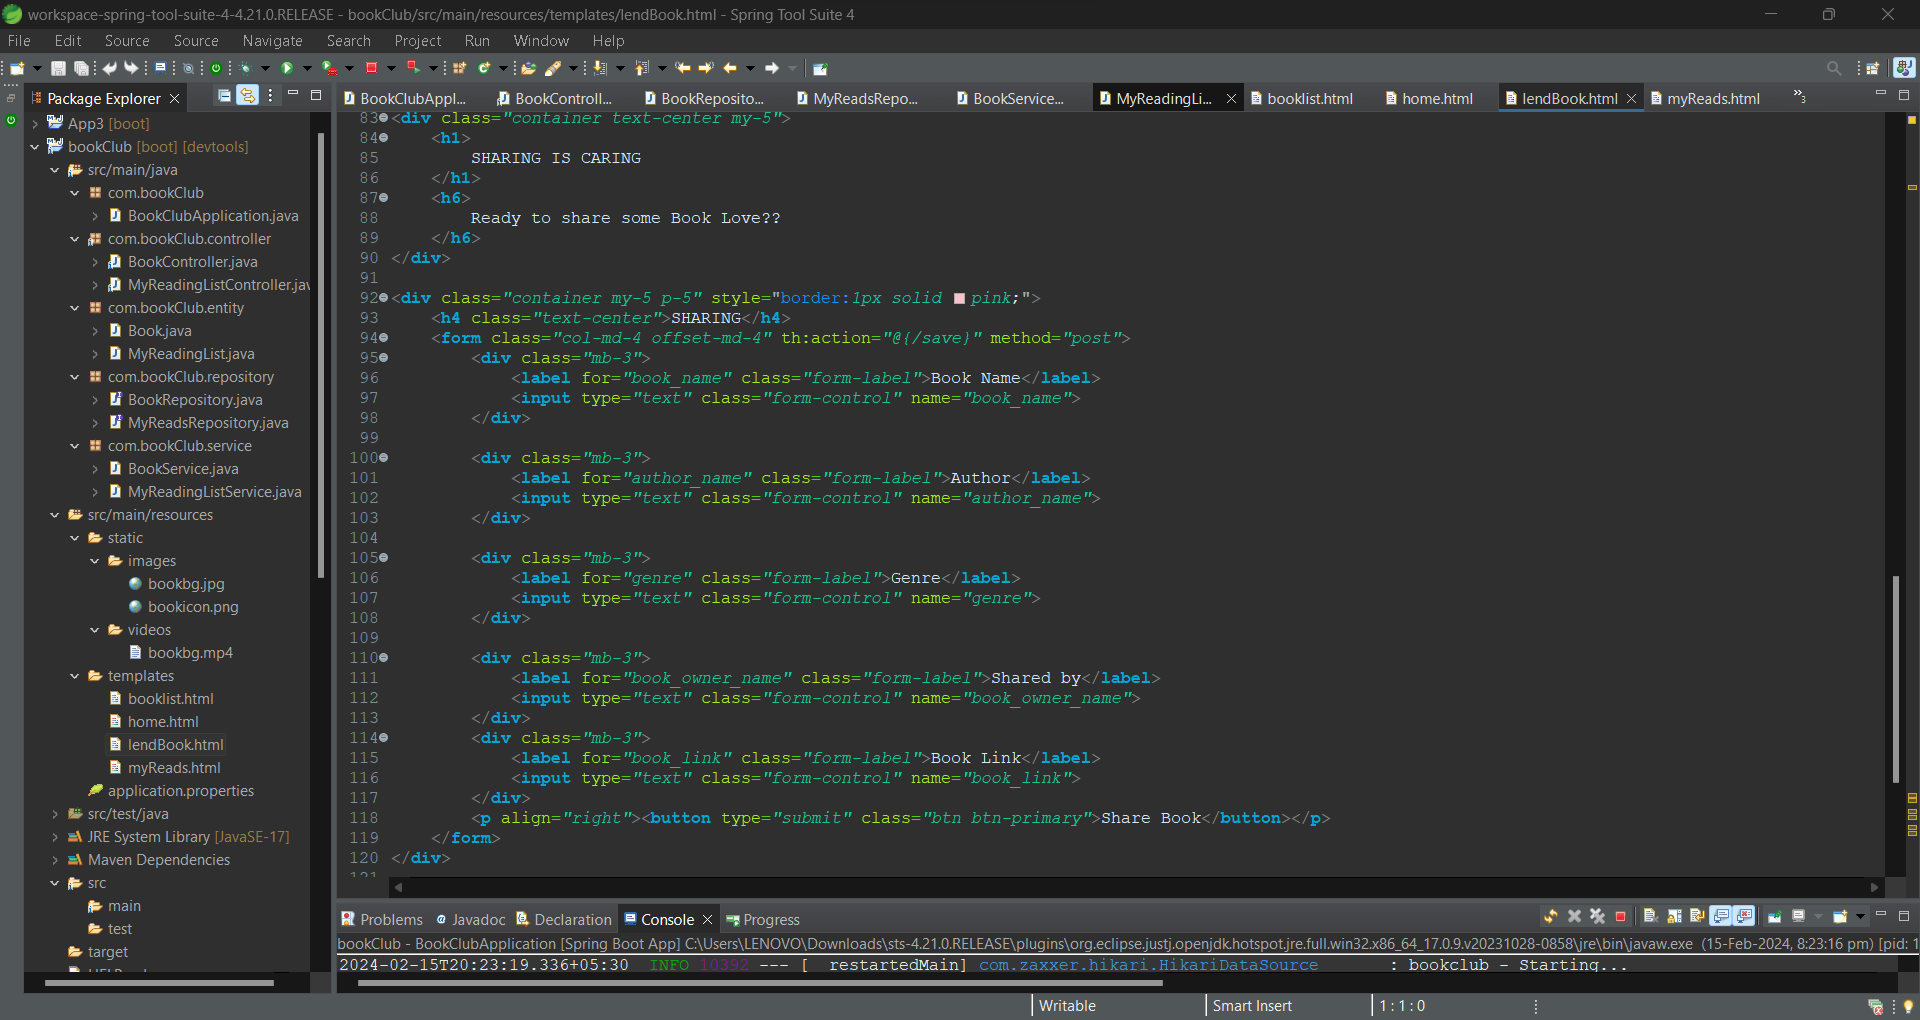 workspace-spring-tool-suite-4-4.21.0.RELEASE - bookClub/src/main/resources/templates/lendBook.html - Spring Tool Suite 4
File Edit Source Source Navigate Search Project Run Window Help
Package Explorer
App3 [boot]
bookClub [boot] [devtools]
src/main/java
com.bookClub
BookClubApplication.java
com.bookClub.controller
BookController.java
MyReadingListController.jav
com.bookClub.entity
Book.java
MyReadingList.java
com.bookClub.repository
BookRepository.java
MyReadsRepository.java
com.bookClub.service
BookService.java
MyReadingListService.java
src/main/resources
static
images
bookbg.jpg
bookicon.png
videos
bookbg.mp4
templates
booklist.html
home.html
lendBook.html
myReads.html
application.properties
src/test/java
JRE System Library [JavaSE-17]
Maven Dependencies
src
main
test
target
BookClubAppl... BookControll... BookReposito... MyReadsRepo... BookService... MyReadingLi... booklist.html home.html lendBook.html myReads.html »3
83 <div class="container text-center my-5">
84 <h1>
85 SHARING IS CARING
86 </h1>
87 <h6>
88 Ready to share some Book Love??
89 </h6>
90 </div>
91
92 <div class="container my-5 p-5" style="border:1px solid pink;">
93 <h4 class="text-center">SHARING</h4>
94 <form class="col-md-4 offset-md-4" th:action="@{/save}" method="post">
95 <div class="mb-3">
96 <label for="book_name" class="form-label">Book Name</label>
97 <input type="text" class="form-control" name="book_name">
98 </div>
99
100 <div class="mb-3">
101 <label for="author_name" class="form-label">Author</label>
102 <input type="text" class="form-control" name="author_name">
103 </div>
104
105 <div class="mb-3">
106 <label for="genre" class="form-label">Genre</label>
107 <input type="text" class="form-control" name="genre">
108 </div>
109
110 <div class="mb-3">
111 <label for="book_owner_name" class="form-label">Shared by</label>
112 <input type="text" class="form-control" name="book_owner_name">
113 </div>
114 <div class="mb-3">
115 <label for="book_link" class="form-label">Book Link</label>
116 <input type="text" class="form-control" name="book_link">
117 </div>
118 <p align="right"><button type="submit" class="btn btn-primary">Share Book</button></p>
119 </form>
120 </div>
121
Problems Javadoc Declaration Console Progress
bookClub - BookClubApplication [Spring Boot App] C:\Users\LENOVO\Downloads\sts-4.21.0.RELEASE\plugins\org.eclipse.justj.openjdk.hotspot.jre.full.win32.x86_64_17.0.9.v20231028-0858\jre\bin\javaw.exe (15-Feb-2024, 8:23:16 pm) [pid: 1
2024-02-15T20:23:19.336+05:30 INFO 10392 --- [ restartedMain] com.zaxxer.hikari.HikariDataSource : bookclub - Starting...
Writable Smart Insert 1 : 1 : 0